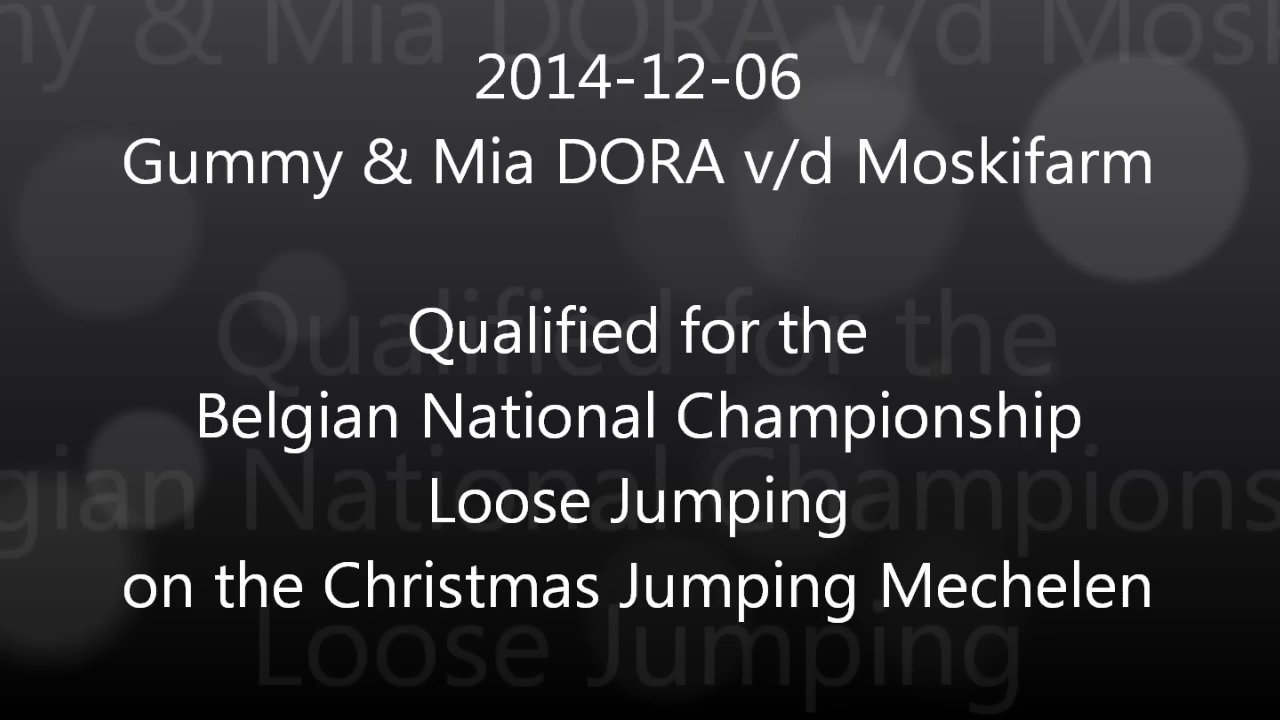 2014-12-06
Gummy & Mia DORA v/d Moskifarm
Qualified for the
Belgian National Championship
Loose Jumping
on the Christmas Jumping Mechelen